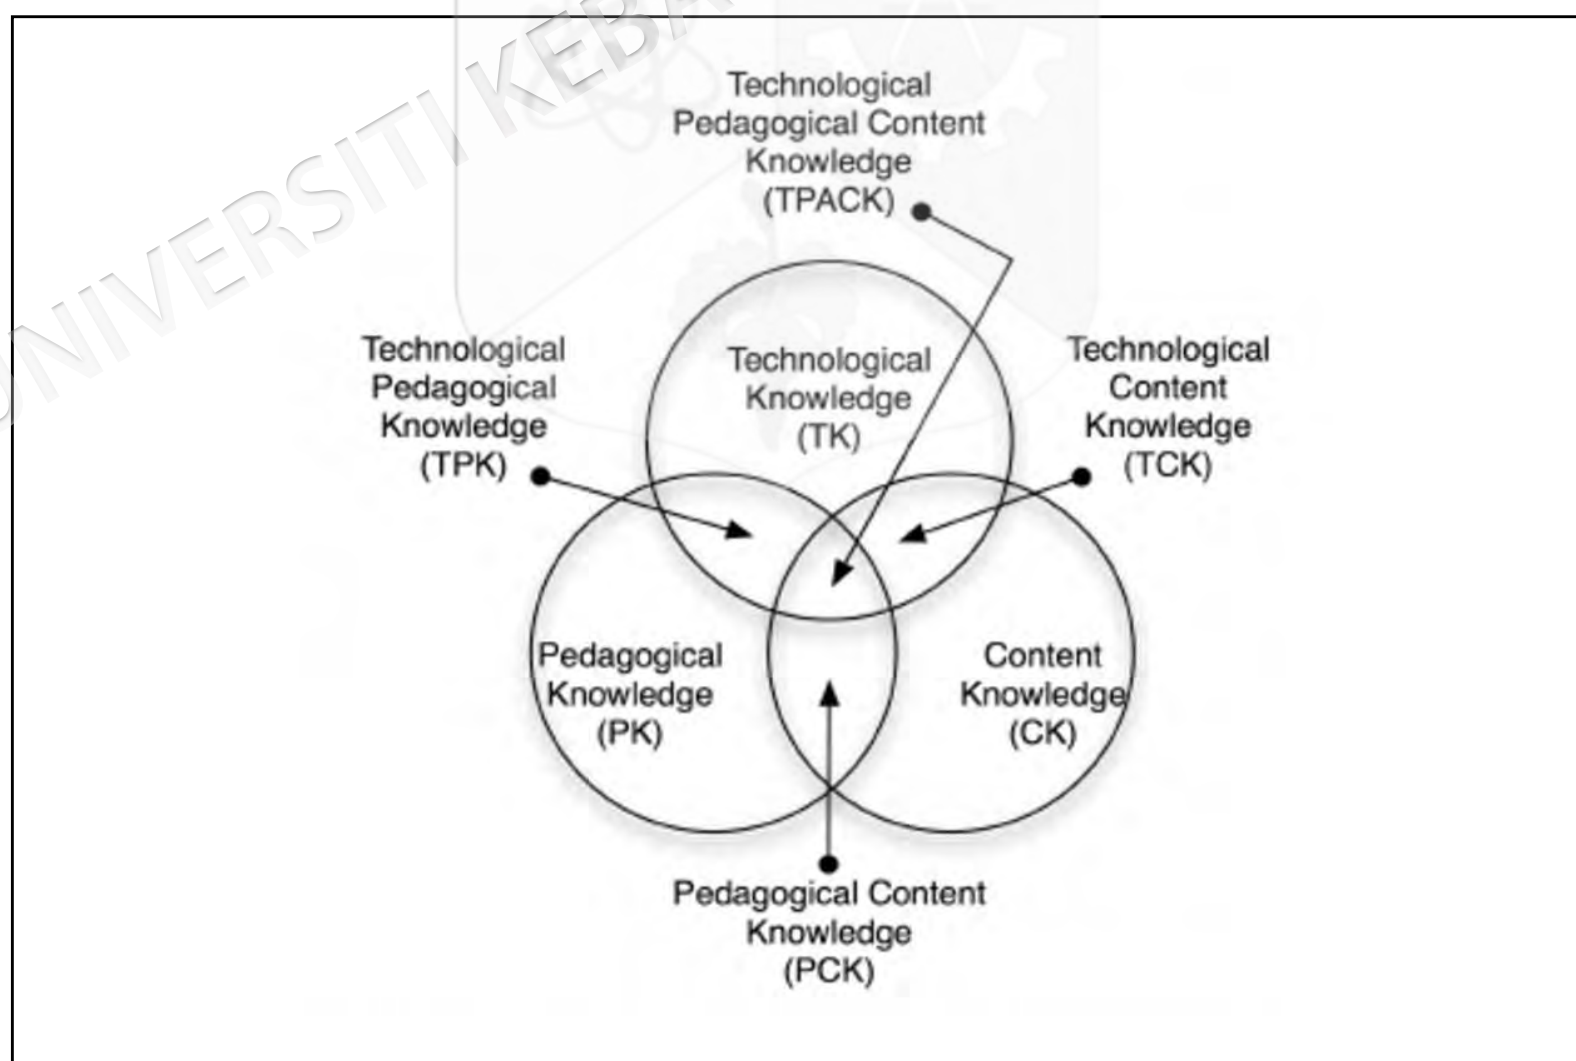 UNIVERSITI KEBA
Technological
Pedagogical Content
Knowledge
(TPACK)
Technological
Pedagogical
Knowledge
(TPK)
Technological
Knowledge
(TK)
Technological
Content
Knowledge
(TCK)
Pedagogical
Knowledge
(PK)
Content
Knowledge
(CK)
Pedagogical Content
Knowledge
(PCK)